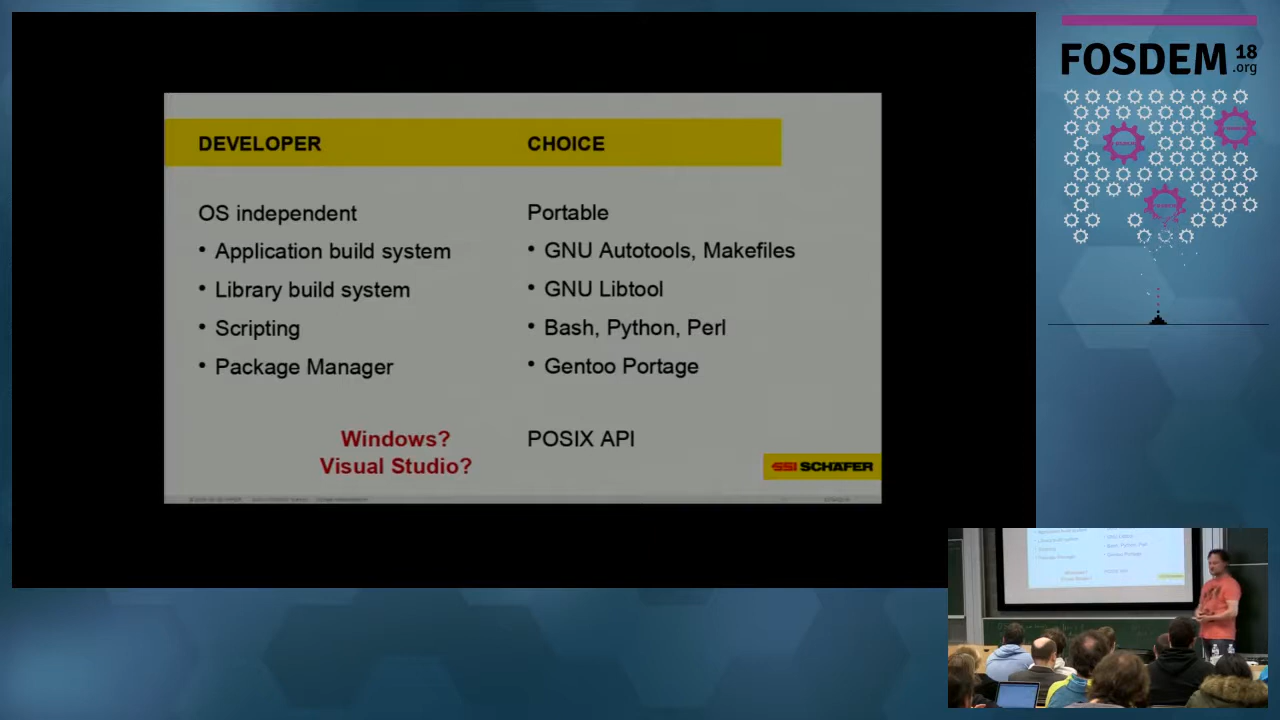 FOSDEM 18
.org
DEVELOPER CHOICE
OS independent Portable
• Application build system • GNU Autotools, Makefiles
• Library build system • GNU Libtool
• Scripting • Bash, Python, Perl
• Package Manager • Gentoo Portage
Windows? POSIX API
Visual Studio?
SSI SCHÄFER